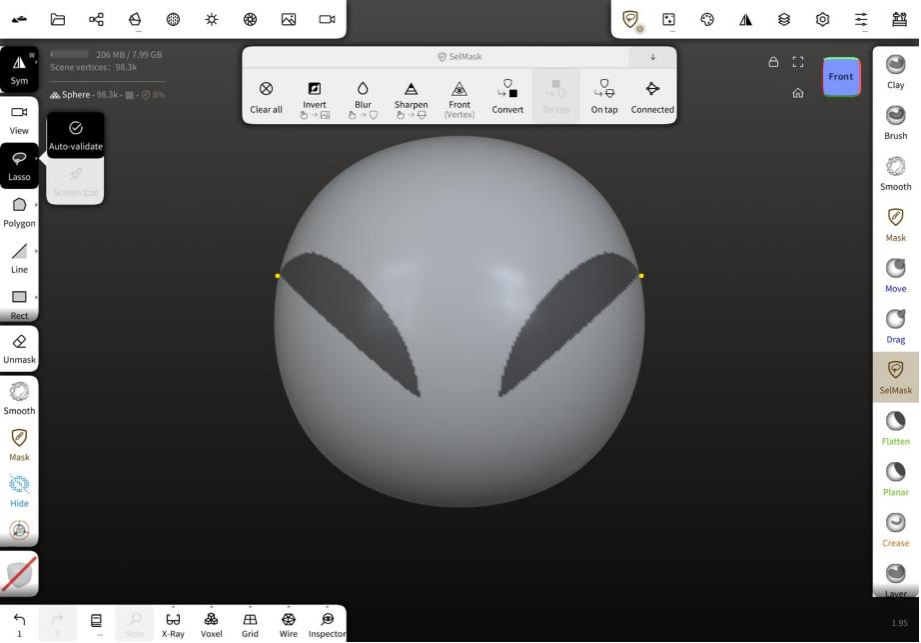 206 MB / 7.99 GB
Scene vertices: 98.3k
Sphere - 98.3k · · 8%
W
Sym
View
Lasso
Polygon
Line
Rect
Unmask
Smooth
Mask
Hide
Auto-validate
Screen
SelMask
Clear all
Invert
Blur
Sharpen
Front
(Vertex)
Convert
On tap
On tap
Connected
Front
Clay
Brush
Smooth
Mask
Move
Drag
SelMask
Flatten
Planar
Crease
Layer
1
0
...
Solo
X-Ray
Voxel
Grid
Wire
Inspector
1.95